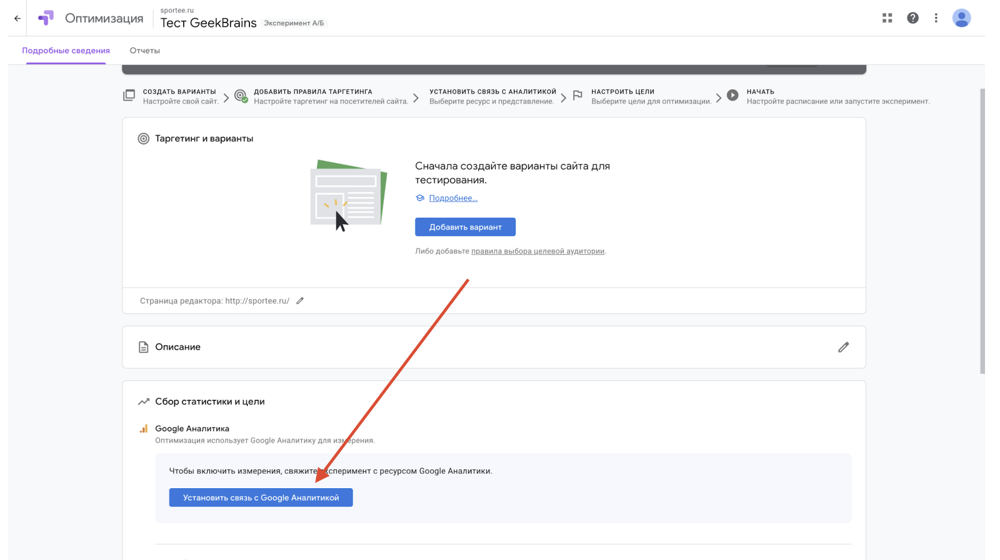 sportee.ru
Оптимизация
Тест GeekBrains Эксперимент А/Б
Подробные сведения Отчеты
СОЗДАТЬ ВАРИАНТЫ
Настройте свой сайт.
ДОБАВИТЬ ПРАВИЛА ТАРГЕТИНГА
Настройте таргетинг на посетителей сайта.
УСТАНОВИТЬ СВЯЗЬ С АНАЛИТИКОЙ
Выберите ресурс и представление.
НАСТРОИТЬ ЦЕЛИ
Выберите цели для оптимизации.
НАЧАТЬ
Настройте расписание или запустите эксперимент.
Таргетинг и варианты
Сначала создайте варианты сайта для
тестирования.
Подробнее…
Добавить вариант
Либо добавьте правила выбора целевой аудитории.
Страница редактора: http://sportee.ru/
Описание
Сбор статистики и цели
Google Аналитика
Оптимизация использует Google Аналитику для измерения.
Чтобы включить измерения, свяжите эксперимент с ресурсом Google Аналитики.
Установить связь с Google Аналитикой